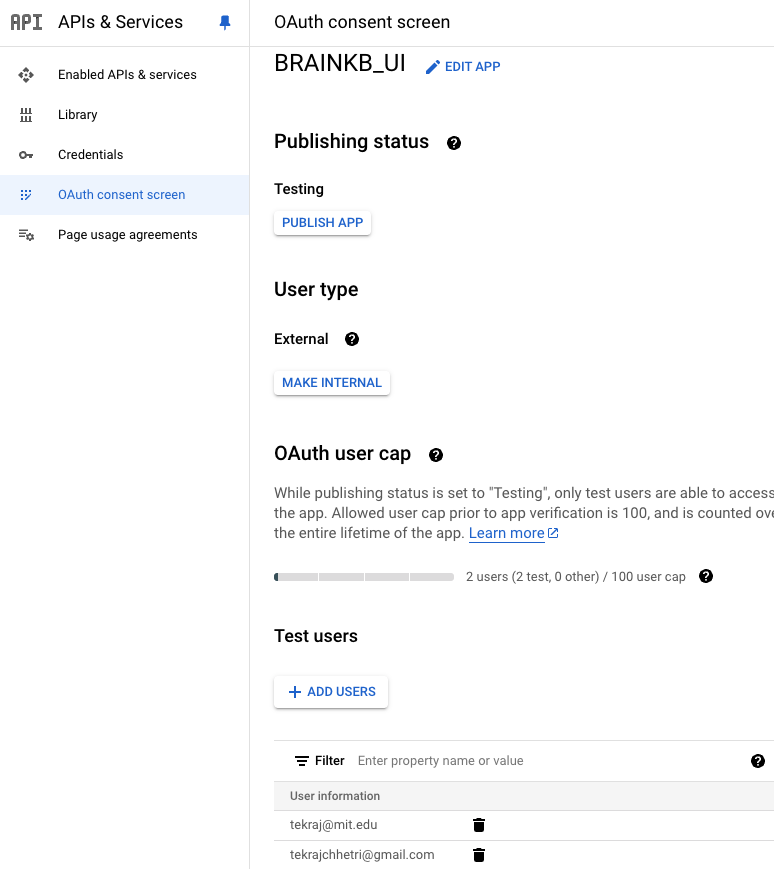 API APIs & Services
Enabled APIs & services
Library
Credentials
OAuth consent screen
Page usage agreements
OAuth consent screen
BRAINKB_UI EDIT APP
Publishing status
Testing
PUBLISH APP
User type
External
MAKE INTERNAL
OAuth user cap
While publishing status is set to "Testing", only test users are able to access
the app. Allowed user cap prior to app verification is 100, and is counted ove
the entire lifetime of the app. Learn more
2 users (2 test, 0 other) / 100 user cap
Test users
ADD USERS
Filter Enter property name or value
User information
tekraj@mit.edu
tekrajchhetri@gmail.com